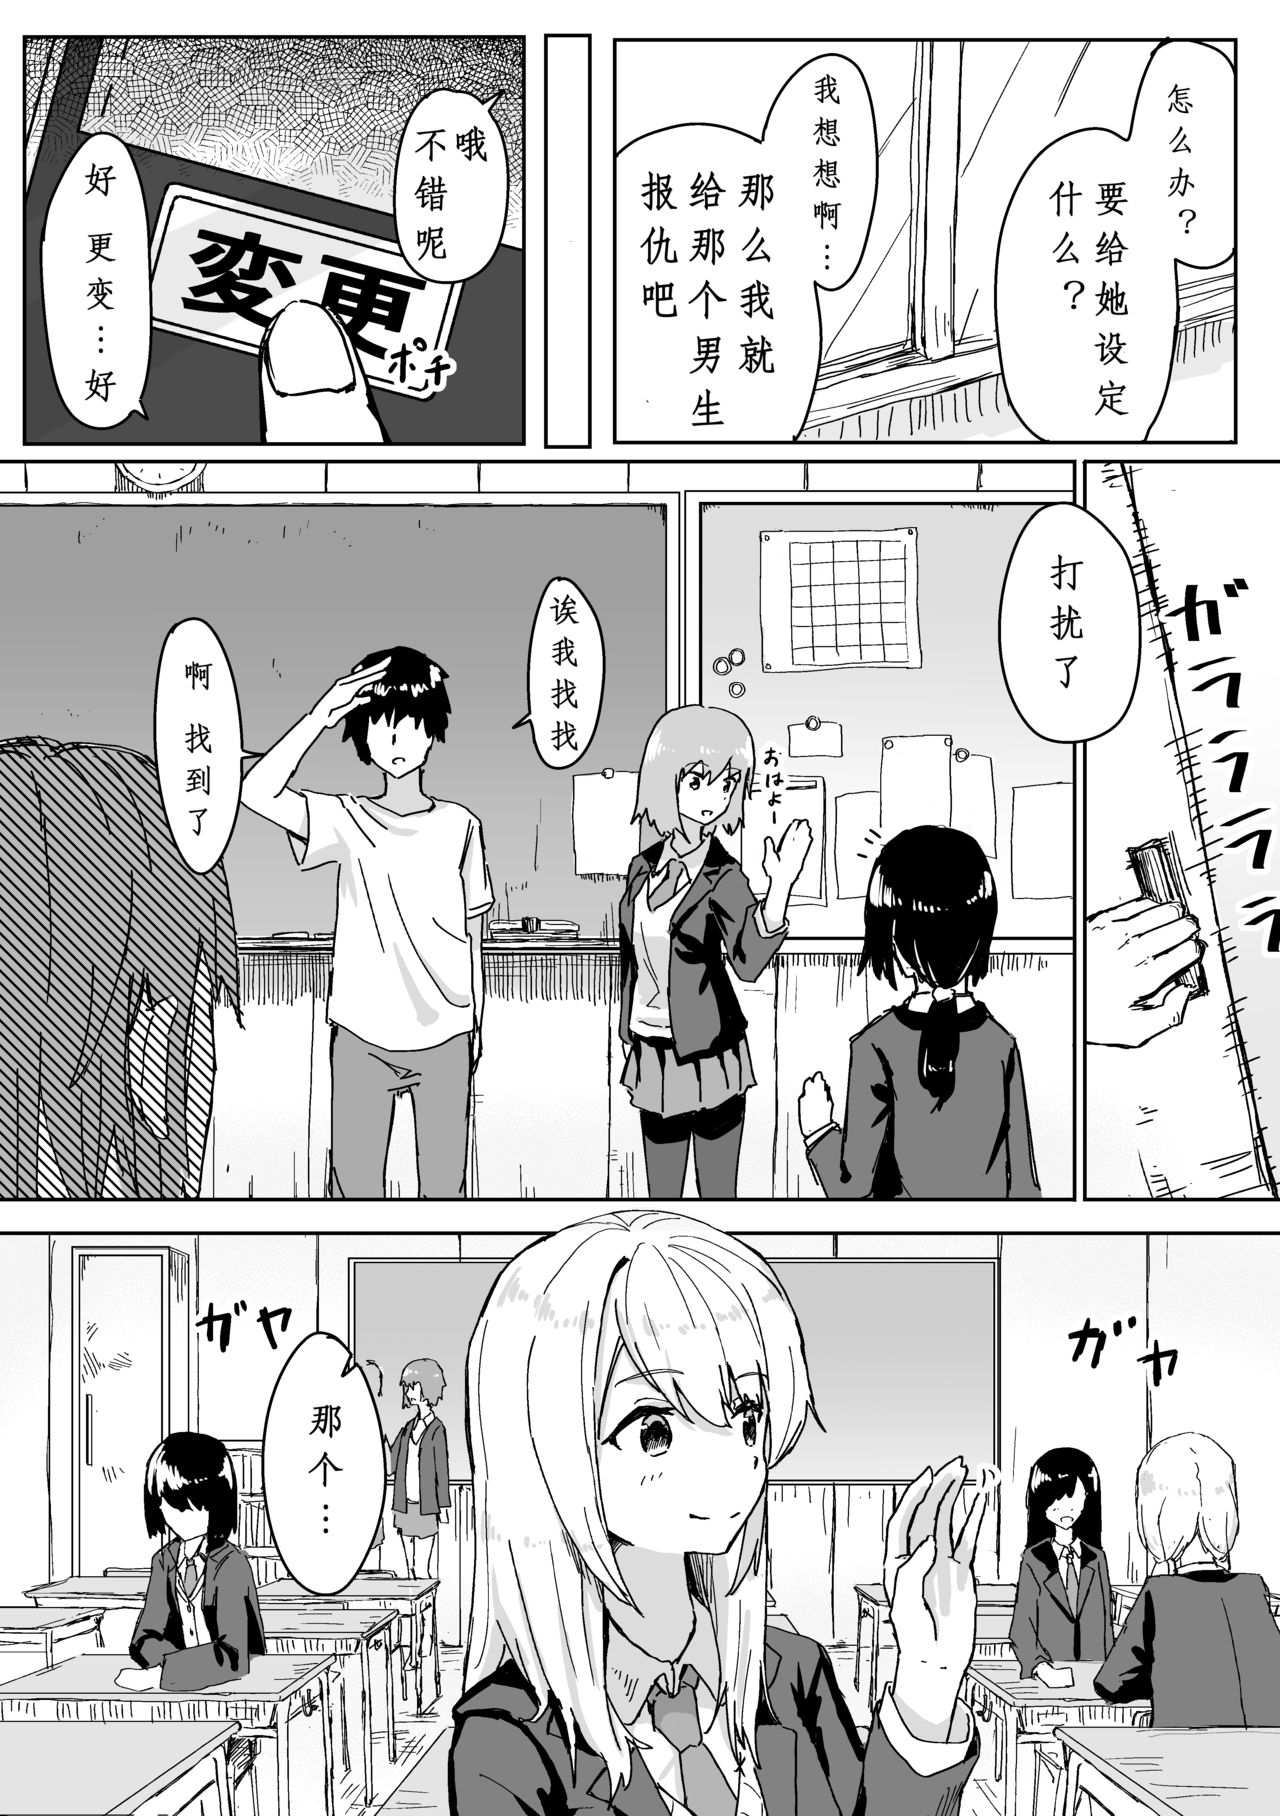 怎么办？
要给她设定
什么？
我想想啊…
那么我就
给那个男生
报仇吧
哦
不错呢
変更
ポチ
好 更变…好
ガラララララ
打扰了
おはよー
诶我找找
啊 找到了
ガヤ
ガヤ
那个…